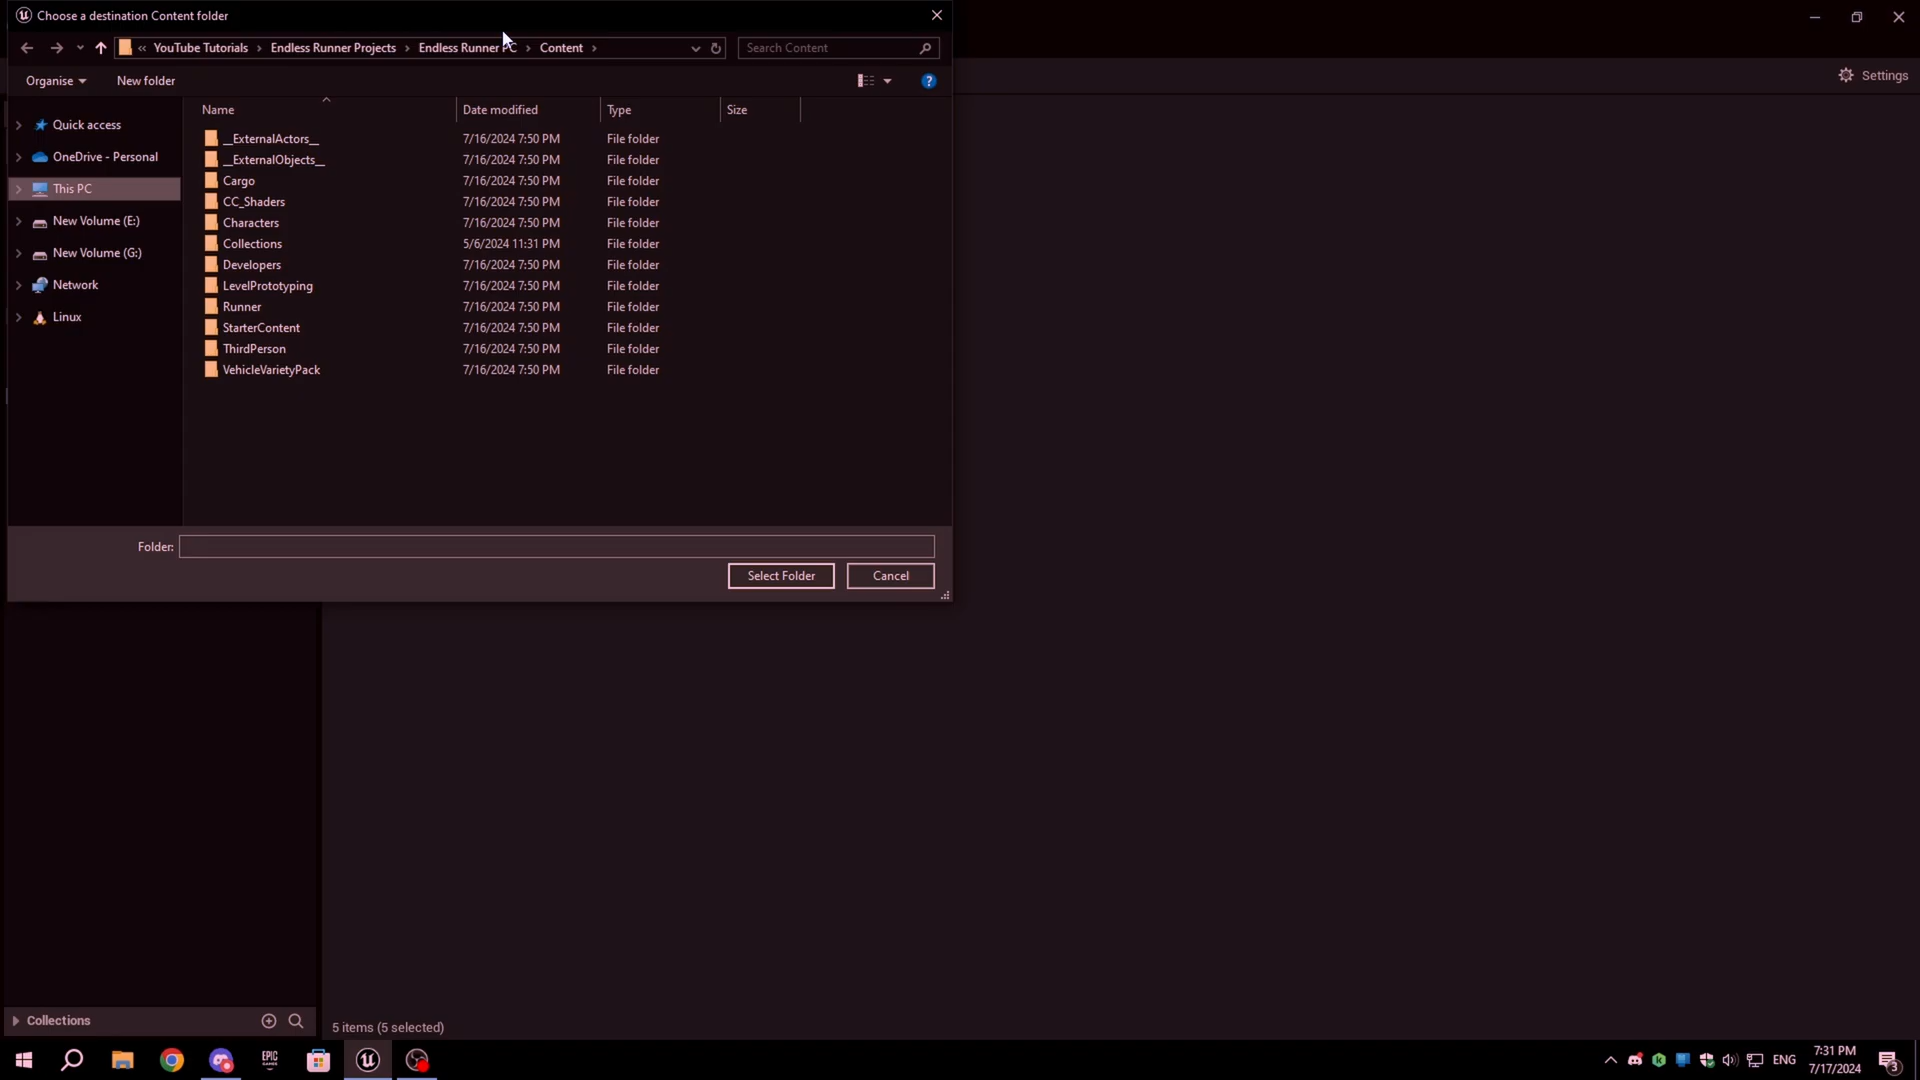 Choose a destination Content folder
« YouTube Tutorials › Endless Runner Projects › Endless Runner PC › Content ›
Search Content
Organise
New folder
Settings
Name Date modified Type Size
Quick access
OneDrive - Personal
This PC
New Volume (E:)
New Volume (G:)
Network
Linux
__ExternalActors__ 7/16/2024 7:50 PM File folder
__ExternalObjects__ 7/16/2024 7:50 PM File folder
Cargo 7/16/2024 7:50 PM File folder
CC_Shaders 7/16/2024 7:50 PM File folder
Characters 7/16/2024 7:50 PM File folder
Collections 5/6/2024 11:31 PM File folder
Developers 7/16/2024 7:50 PM File folder
LevelPrototyping 7/16/2024 7:50 PM File folder
Runner 7/16/2024 7:50 PM File folder
StarterContent 7/16/2024 7:50 PM File folder
ThirdPerson 7/16/2024 7:50 PM File folder
VehicleVarietyPack 7/16/2024 7:50 PM File folder
Folder:
Select Folder
Cancel
Collections
5 items (5 selected)
EPIC
GAMES
ENG
7:31 PM
7/17/2024
3